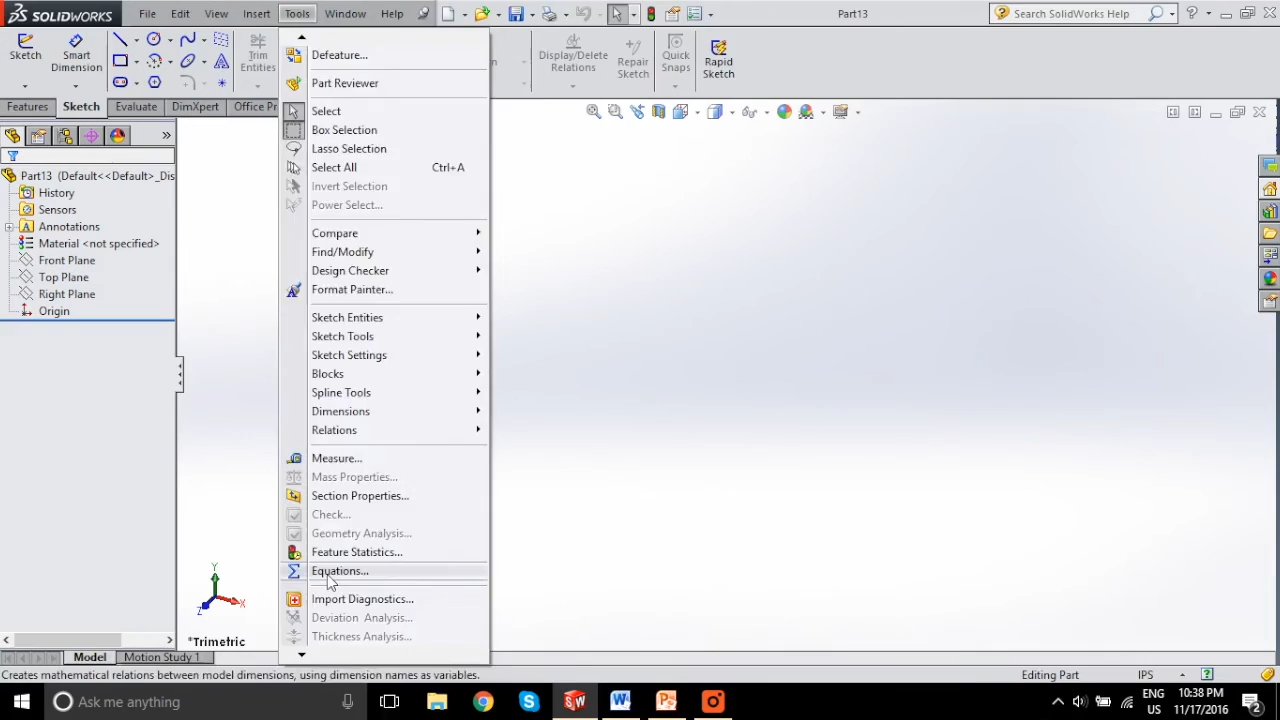 SOLIDWORKS File Edit View Insert Tools Window Help Part13 Search SolidWorks Help
Sketch Smart Dimension Trim Entities Display/Delete Relations Repair Sketch Quick Snaps Rapid Sketch
Features Sketch Evaluate DimXpert Office Pr
Part13 (Default<<Default>_Dis
History
Sensors
Annotations
Material <not specified>
Front Plane
Top Plane
Right Plane
Origin
Defeature...
Part Reviewer
Select
Box Selection
Lasso Selection
Select All Ctrl+A
Invert Selection
Power Select...
Compare
Find/Modify
Design Checker
Format Painter...
Sketch Entities
Sketch Tools
Sketch Settings
Blocks
Spline Tools
Dimensions
Relations
Measure...
Mass Properties...
Section Properties...
Check...
Geometry Analysis...
Feature Statistics...
Equations...
Import Diagnostics...
Deviation Analysis...
Thickness Analysis...
Y
X
Z
*Trimetric
Model Motion Study 1
Creates mathematical relations between model dimensions, using dimension names as variables. Editing Part IPS
Ask me anything ENG 10:38 PM
US 11/17/2016 2